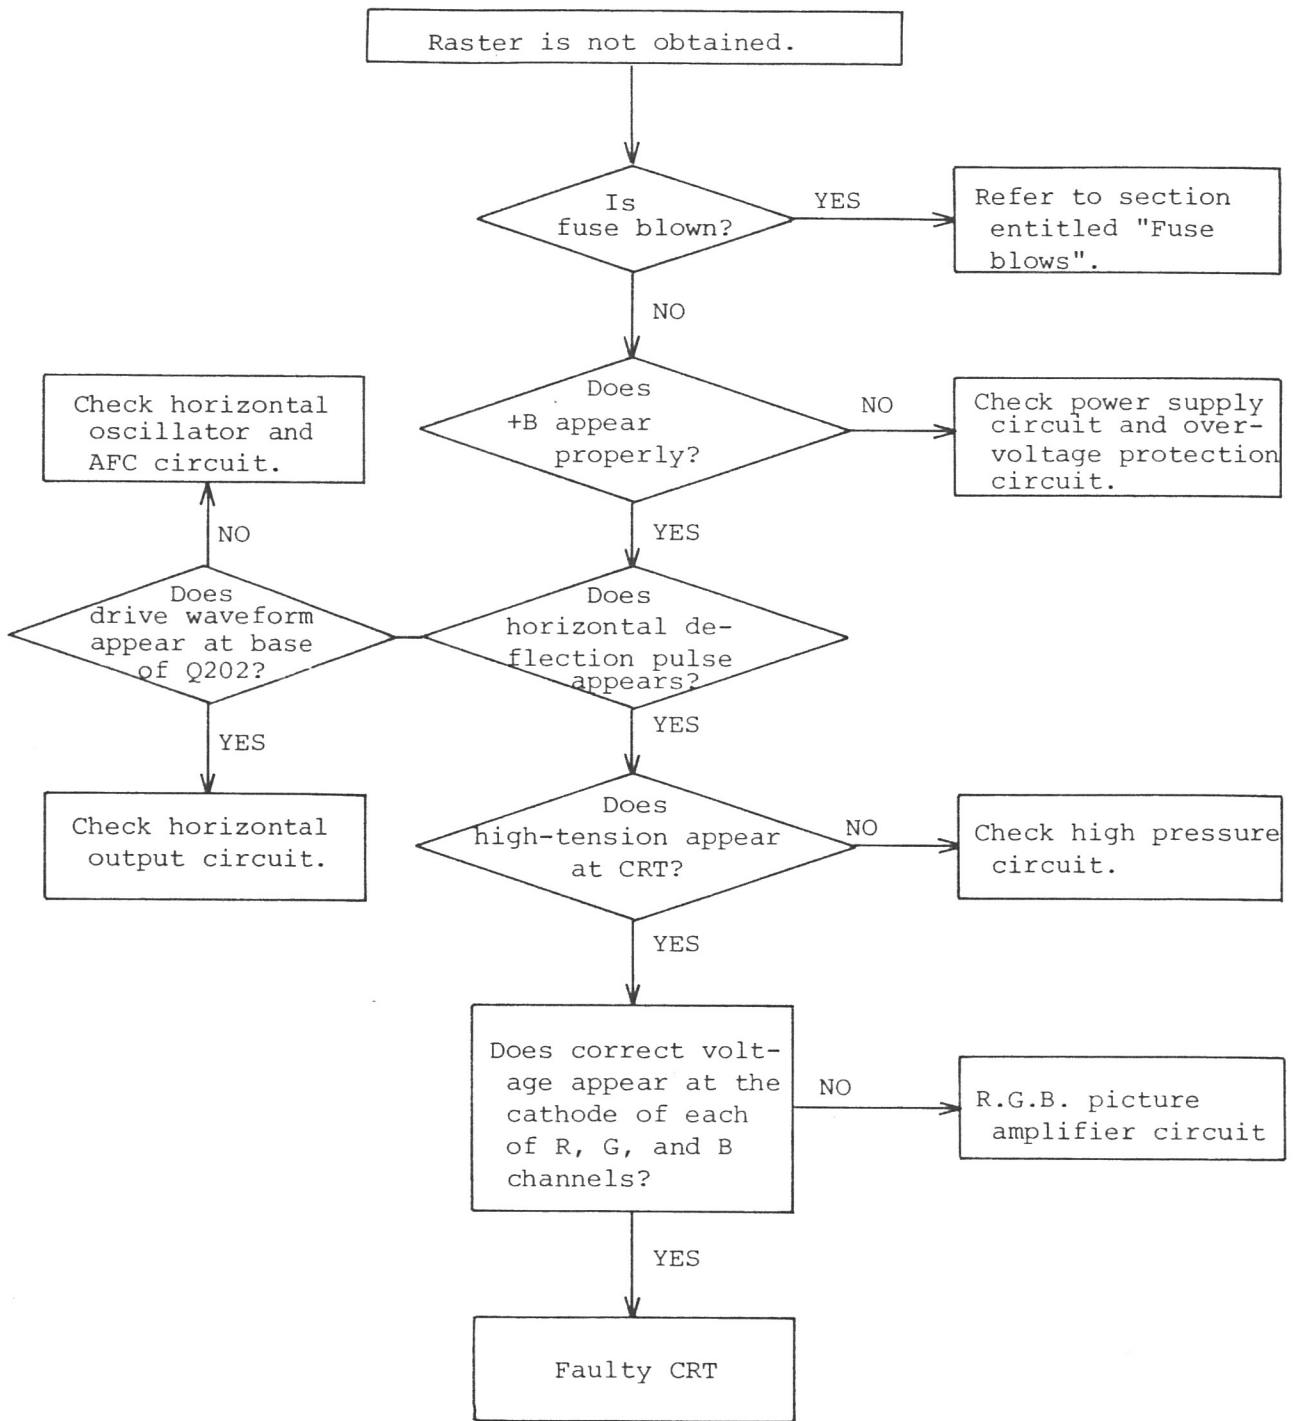 Raster is not obtained.
Is
fuse blown?
YES
Refer to section
entitled "Fuse
blows".
NO
Does
+B appear
properly?
NO
Check power supply
circuit and over-
voltage protection
circuit.
YES
Does
horizontal de-
flection pulse
appears?
Does
drive waveform
appear at base
of Q202?
NO
Check horizontal
oscillator and
AFC circuit.
YES
Check horizontal
output circuit.
YES
Does
high-tension appear
at CRT?
NO
Check high pressure
circuit.
YES
Does correct volt-
age appear at the
cathode of each
of R, G, and B
channels?
NO
R.G.B. picture
amplifier circuit
YES
Faulty CRT